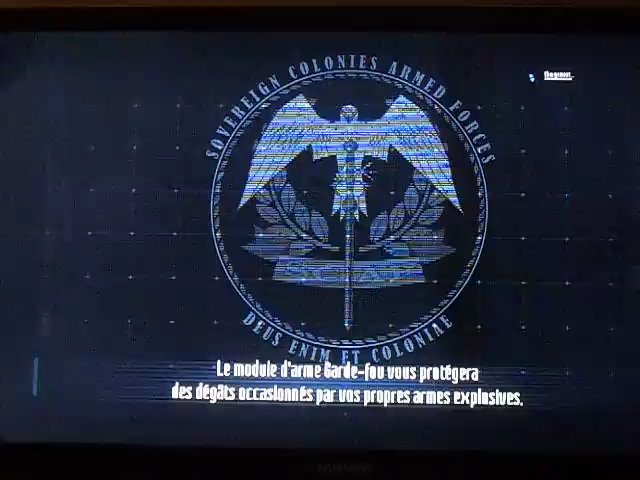 SOVEREIGN COLONIES ARMED FORCES
SCAF
DEUS ENIM ET COLONIAE
Le module d'arme Garde-fou vous protégera
des dégâts occasionnés par vos propres armes explosives.